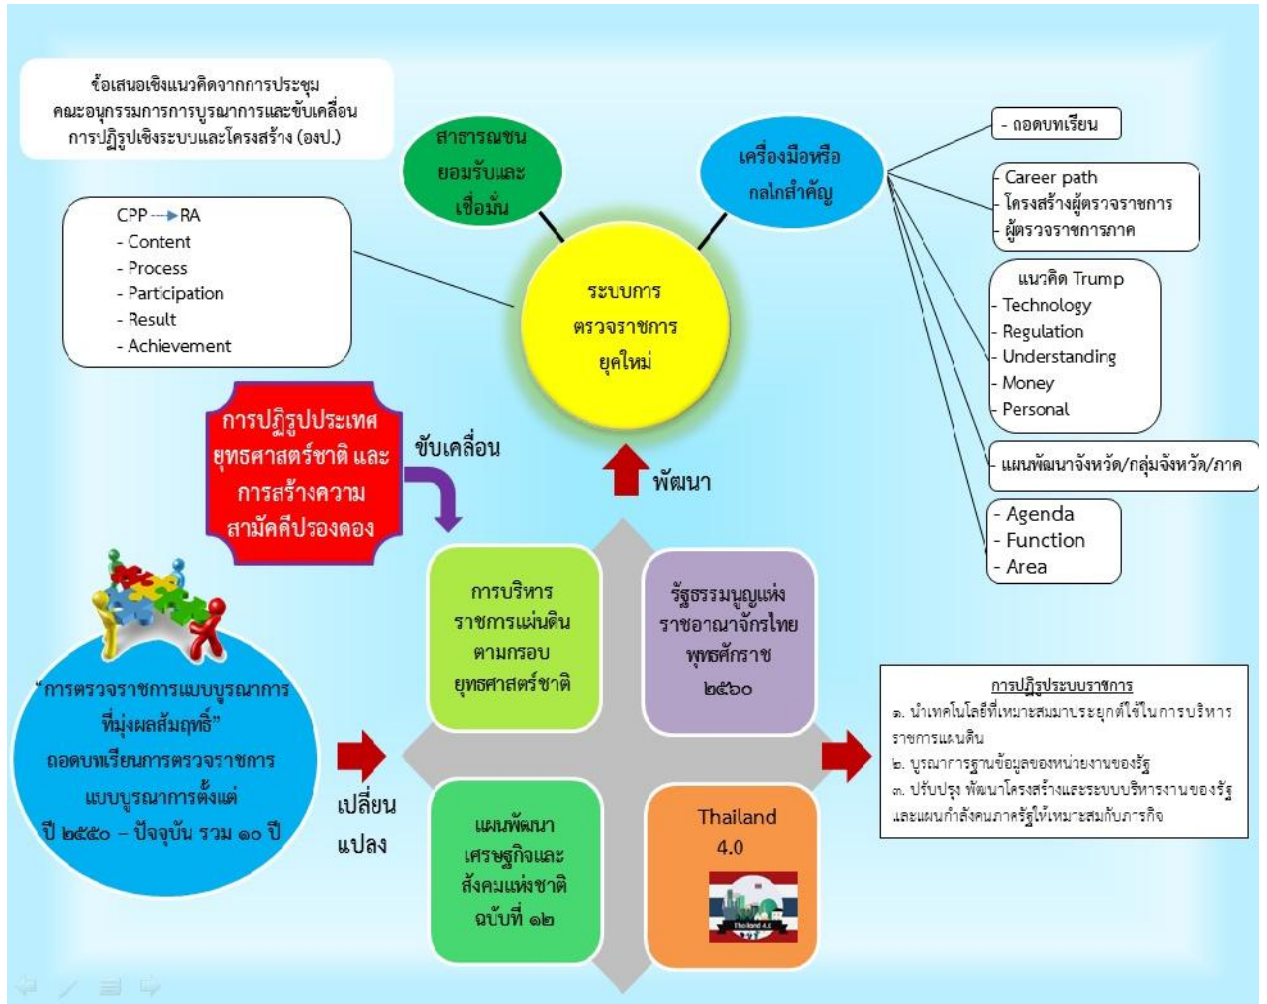 ข้อเสนอเชิงแนวคิดจากการประชุม
คณะอนุกรรมการการบูรณาการและขับเคลื่อน
การปฏิรูปเชิงระบบและโครงสร้าง (องป.)
สาธารณชน
ยอมรับและ
เชื่อมั่น
เครื่องมือหรือ
กลไกสำคัญ
- ถอดบทเรียน
- Career path
- โครงสร้างผู้ตรวจราชการ
- ผู้ตรวจราชการภาค
CPP → RA
- Content
- Process
- Participation
- Result
- Achievement
ระบบการ
ตรวจราชการ
ยุคใหม่
แนวคิด Trump
- Technology
- Regulation
- Understanding
- Money
- Personal
การปฏิรูปประเทศ
ยุทธศาสตร์ชาติ และ
การสร้างความ
สามัคคีปรองดอง
ขับเคลื่อน
พัฒนา
- แผนพัฒนาจังหวัด/กลุ่มจังหวัด/ภาค
- Agenda
- Function
- Area
การบริหาร
ราชการแผ่นดิน
ตามกรอบ
ยุทธศาสตร์ชาติ
รัฐธรรมนูญแห่ง
ราชอาณาจักรไทย
พุทธศักราช
๒๕๖๐
"การตรวจราชการแบบบูรณาการ
ที่มุ่งผลสัมฤทธิ์"
ถอดบทเรียนการตรวจราชการ
แบบบูรณาการตั้งแต่
ปี ๒๕๕๐ – ปัจจุบัน รวม ๑๐ ปี
เปลี่ยน
แปลง
แผนพัฒนา
เศรษฐกิจและ
สังคมแห่งชาติ
ฉบับที่ ๑๒
Thailand
4.0
Thailand 4.0
การปฏิรูประบบราชการ
๑. นำเทคโนโลยีที่เหมาะสมมาประยุกต์ใช้ในการบริหาร
ราชการแผนดิน
๒. บูรณาการฐานข้อมูลของหน่วยงานของรัฐ
๓. ปรับปรุง พัฒนาโครงสร้างและระบบบริหารงานของรัฐ
และแผนกำลังคนภาครัฐให้เหมาะสมกับภารกิจ